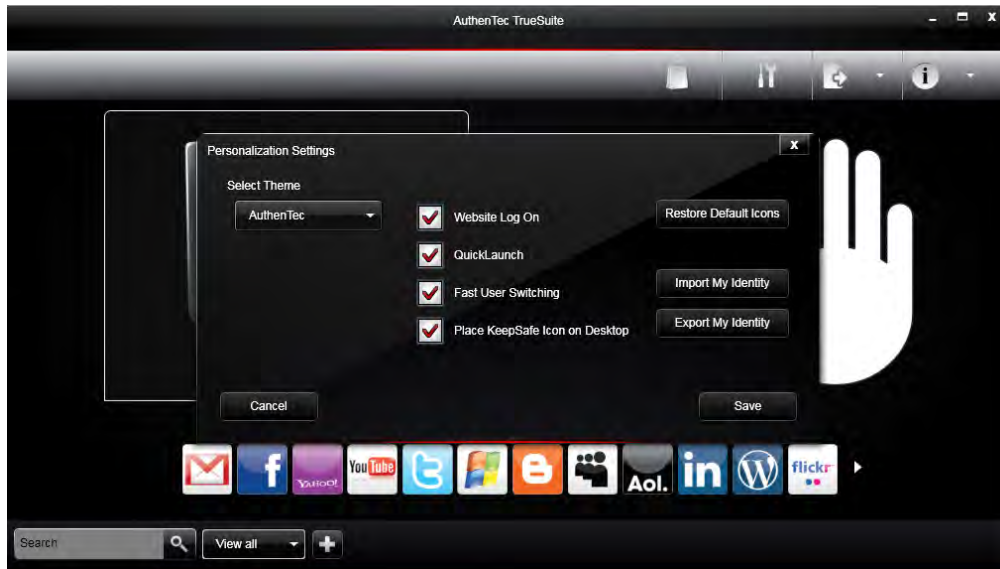 AuthenTec TrueSuite
Personalization Settings
Select Theme
AuthenTec
Website Log On
QuickLaunch
Fast User Switching
Place KeepSafe Icon on Desktop
Restore Default Icons
Import My Identity
Export My Identity
Cancel
Save
YAHOO!
You Tube
Aol.
in
flickr
Search
View all